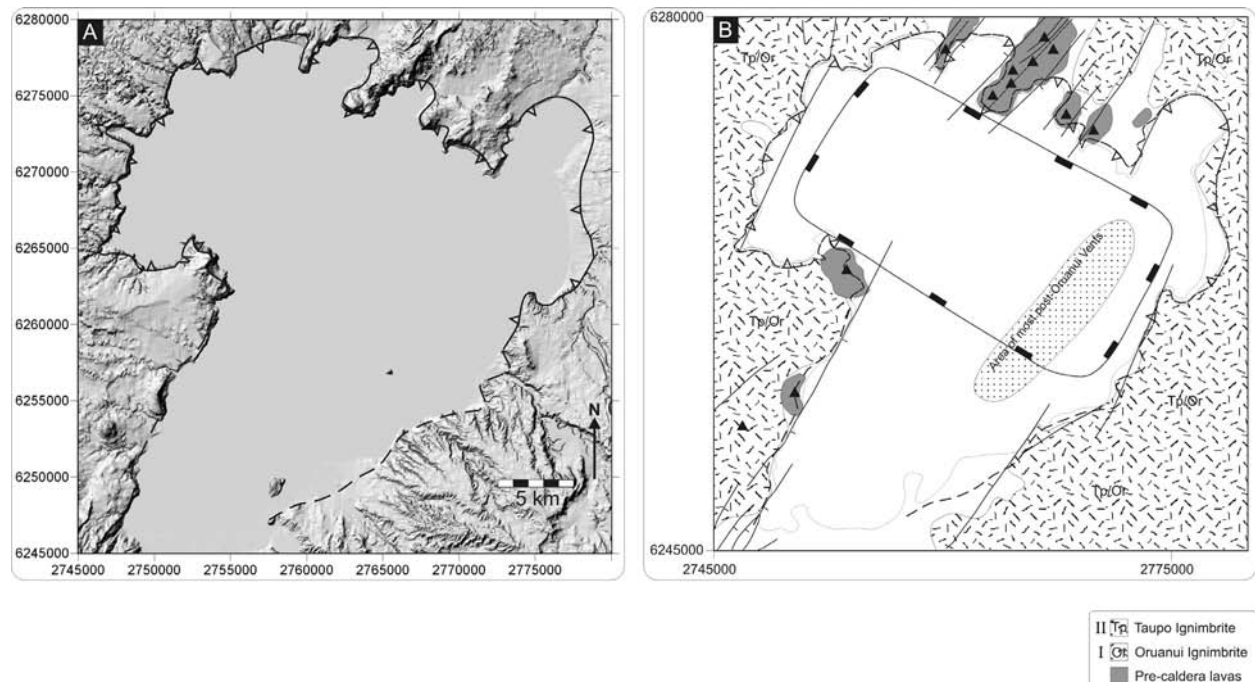 A
6280000
6275000
6270000
6265000
6260000
6255000
6250000
6245000
2745000 2750000 2755000 2760000 2765000 2770000 2775000
N
5 km
B
6280000
6245000
2745000 2775000
Tp/Or
Tp/Or
Tp/Or
Tp/Or
Tp/Or
Area of most post-Oruanui Vents
II Tp Taupo Ignimbrite
I Or Oruanui Ignimbrite
Pre-caldera lavas